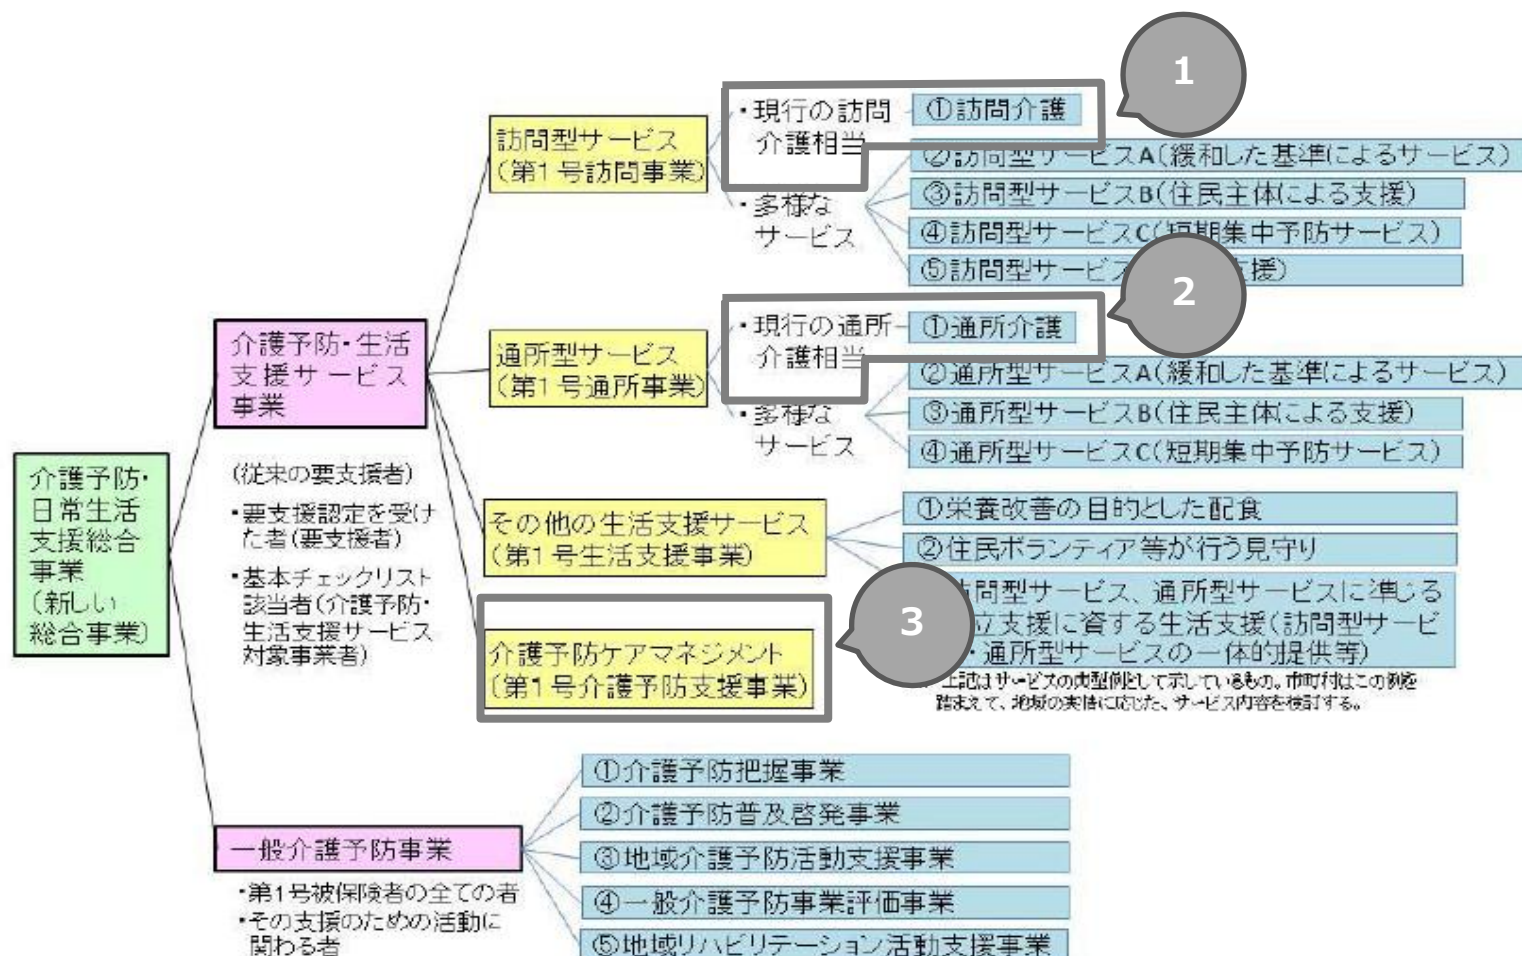 1
・現行の訪問
介護相当
①訪問介護
訪問型サービス
(第1号訪問事業)
②訪問型サービスA(緩和した基準によるサービス)
③訪問型サービスB(住民主体による支援)
④訪問型サービスC(短期集中予防サービス)
⑤訪問型サービス
援)
・多様な
サービス
2
・現行の通所
介護相当
①通所介護
通所型サービス
(第1号通所事業)
②通所型サービスA(緩和した基準によるサービス)
③通所型サービスB(住民主体による支援)
④通所型サービスC(短期集中予防サービス)
・多様な
サービス
介護予防・生活
支援サービス
事業
(従来の要支援者)
・要支援認定を受け
た者(要支援者)
・基本チェックリスト
該当者(介護予防・
生活支援サービス
対象事業者)
介護予防・
日常生活
支援総合
事業
(新しい
総合事業)
その他の生活支援サービス
(第1号生活支援事業)
①栄養改善の目的とした配食
②住民ボランティア等が行う見守り
問型サービス、通所型サービスに準じる
立支援に資する生活支援(訪問型サービ
・通所型サービスの一体的提供等)
3
介護予防ケアマネジメント
(第1号介護予防支援事業)
上記はサービスの典型例として示しているもの。市町村はこの例を
踏まえて、地域の実情に応じた、サービス内容を検討する。
一般介護予防事業
・第1号被保険者の全ての者
・その支援のための活動に
関わる者
①介護予防把握事業
②介護予防普及啓発事業
③地域介護予防活動支援事業
④一般介護予防事業評価事業
⑤地域リハビリテーション活動支援事業